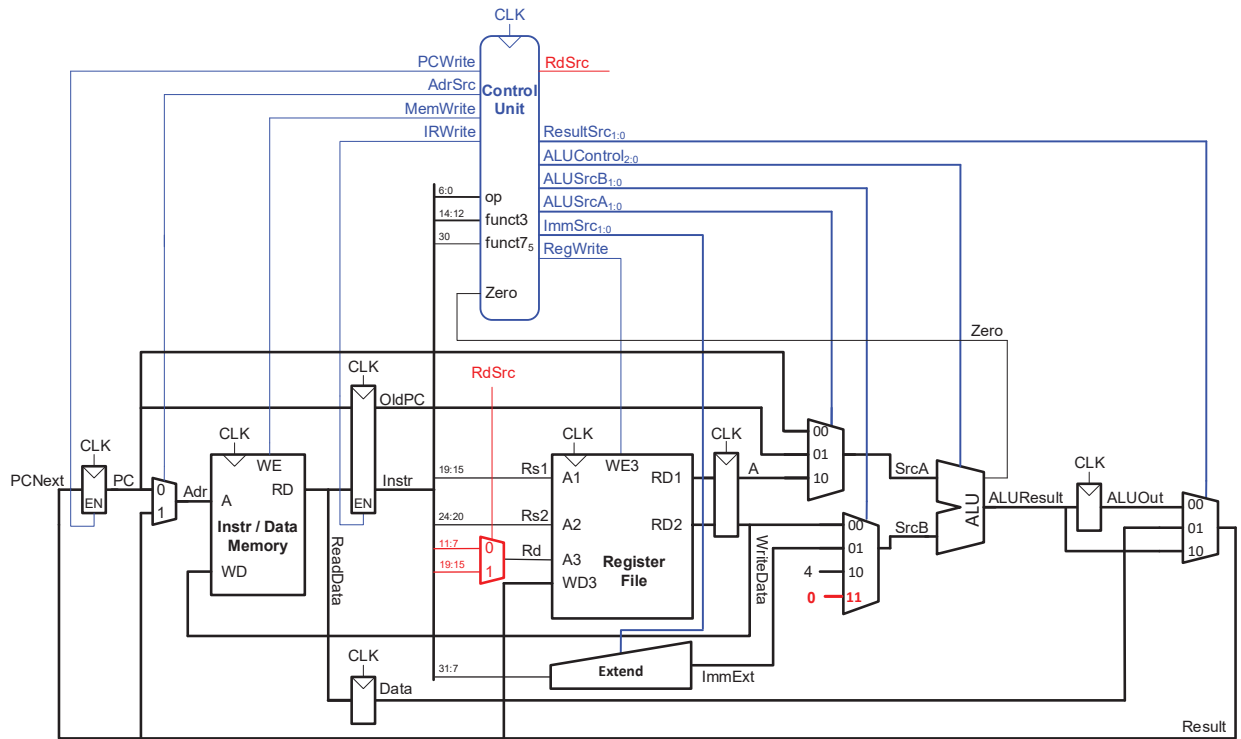 CLK
PCWrite
RdSrc
AdrSrc
Control
Unit
MemWrite
IRWrite
ResultSrc1:0
ALUControl2:0
ALUSrcB1:0
6:0
op
ALUSrcA1:0
14:12
funct3
ImmSrc1:0
30
funct75
RegWrite
Zero
Zero
CLK
RdSrc
OldPC
CLK
CLK
CLK
CLK
00
CLK
WE
WE3
01
SrcA
CLK
PCNext
PC
0
Adr
A
RD
Instr
19:15
Rs1
A1
RD1
A
10
ALUResult
ALUOut
00
EN
1
Instr / Data
Memory
EN
24:20
Rs2
A2
RD2
00
SrcB
ALU
01
11:7
0
Rd
A3
Register
File
01
10
WD
ReadData
19:15
1
WD3
WriteData
4
10
0
11
CLK
31:7
Extend
ImmExt
Data
Result